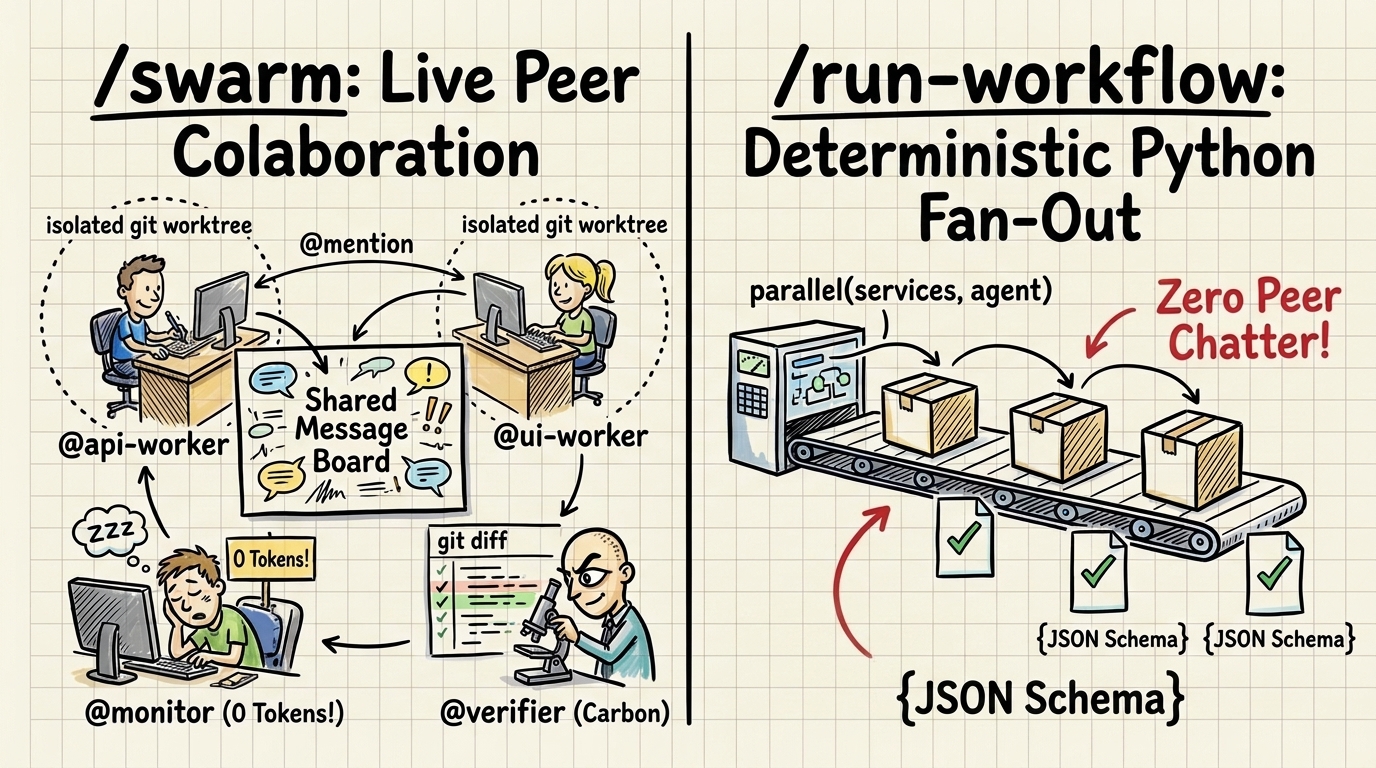 /swarm: Live Peer
Colaboration
isolated git worktree
@mention
isolated git worktree
Shared
Message
Board
@api-worker
@ui-worker
zzz
0 Tokens!
git diff
@monitor (0 Tokens!)
@verifier (Carbon)
/run-workflow:
Deterministic Python
Fan-Out
parallel(services, agent)
Zero Peer
Chatter!
{JSON Schema}
{JSON Schema}
{JSON Schema}